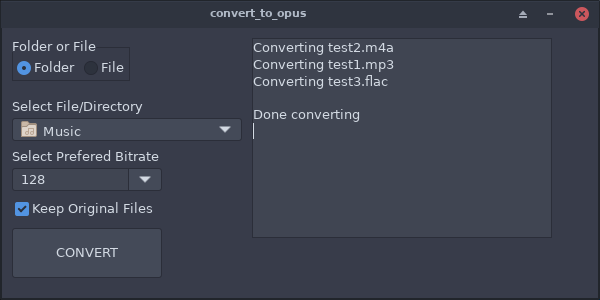 convert_to_opus
Folder or File
Folder File
Select File/Directory
Music
Select Prefered Bitrate
128
Keep Original Files
CONVERT
Converting test2.m4a
Converting test1.mp3
Converting test3.flac
Done converting